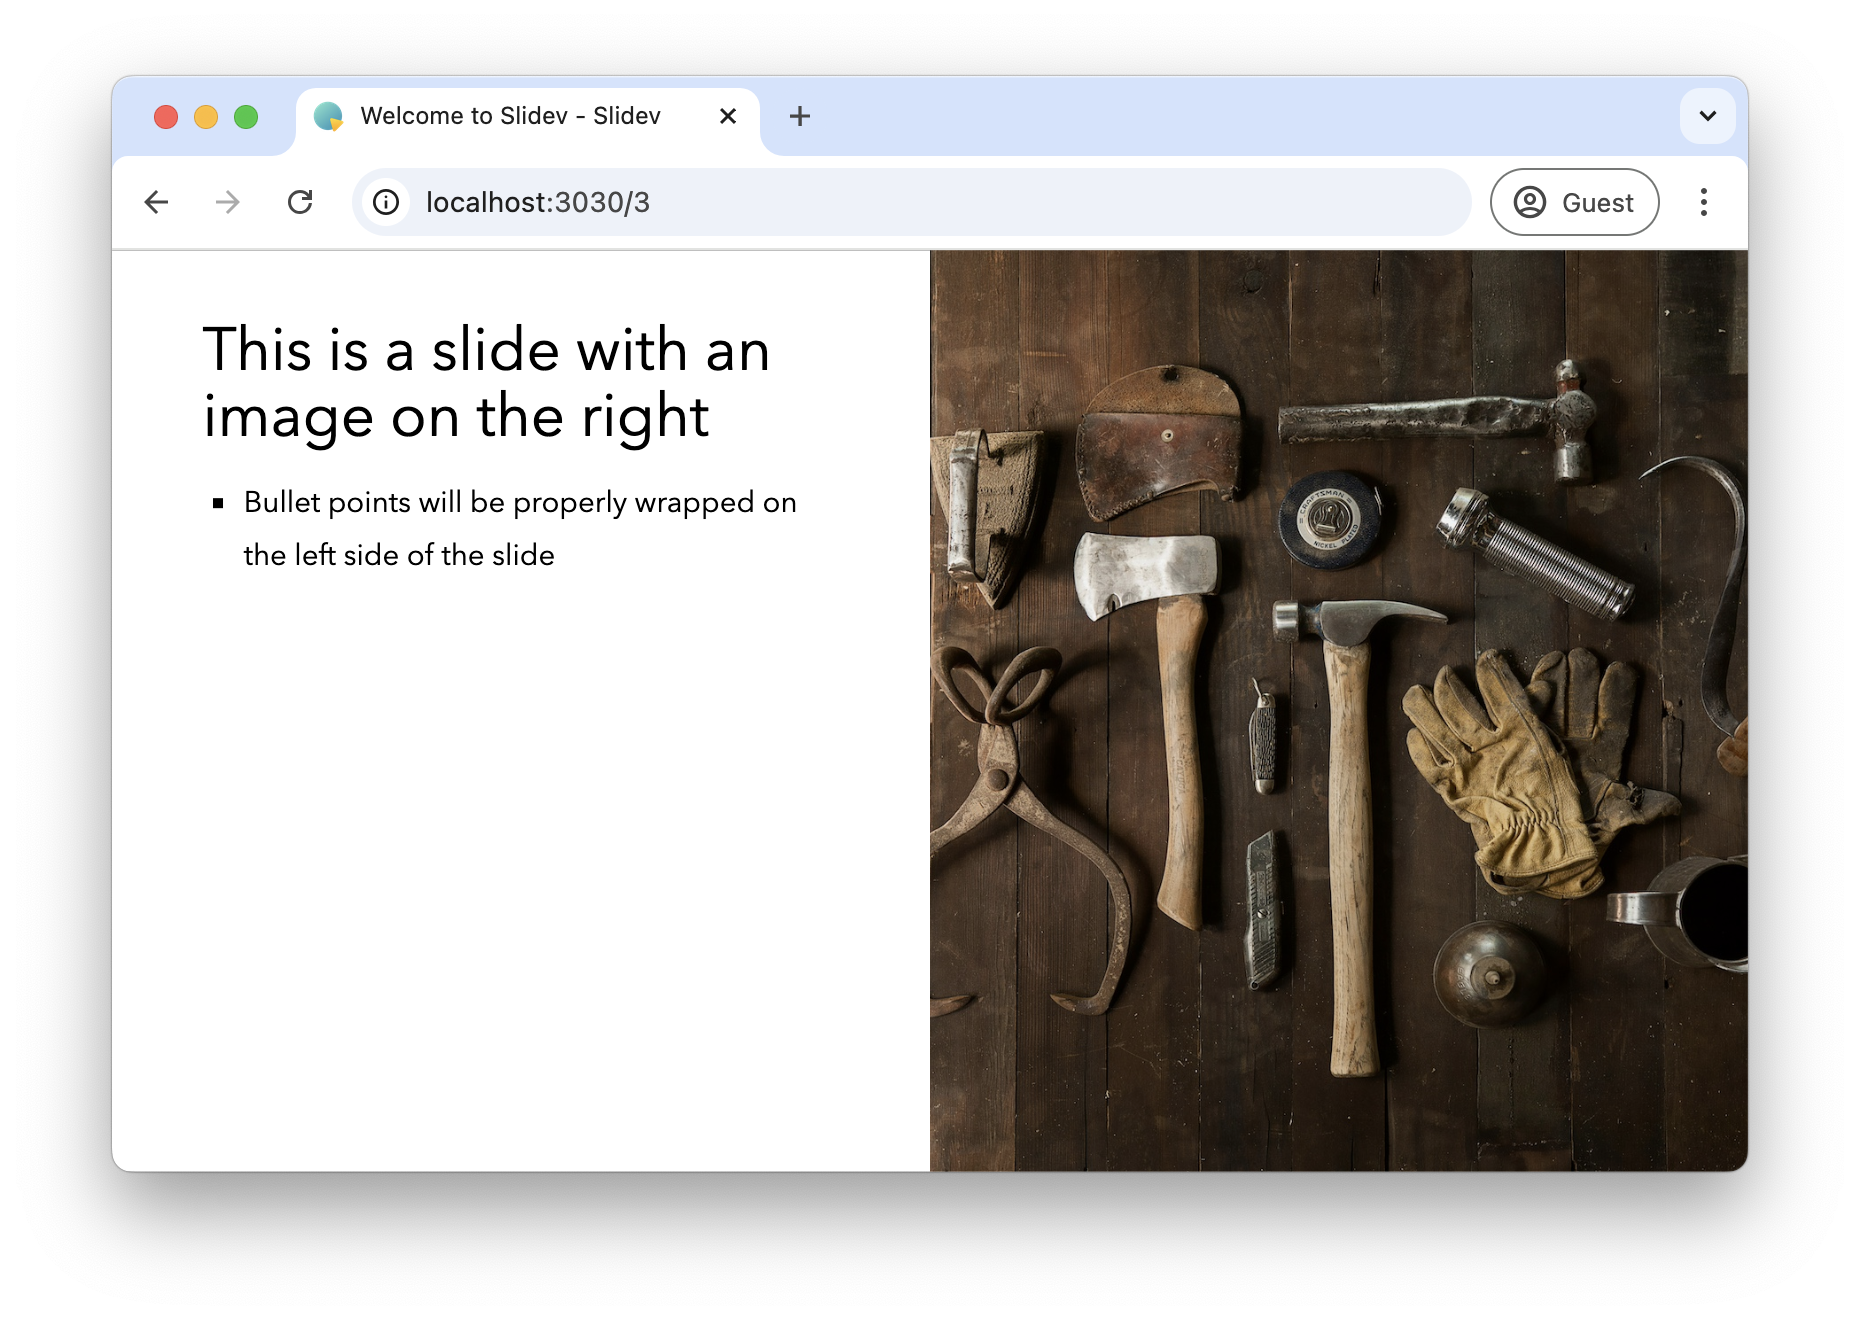 Welcome to Slidev - Slidev
localhost:3030/3
Guest
This is a slide with an
image on the right
Bullet points will be properly wrapped on
the left side of the slide
CRAFTSMAN
NICKEL PLATED